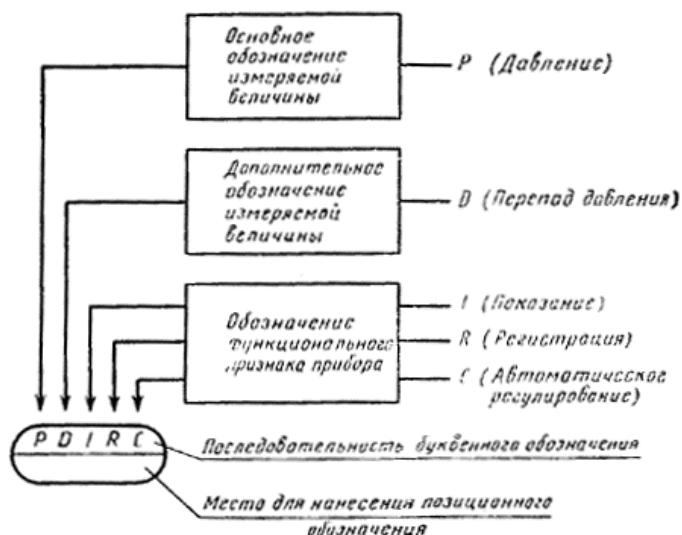 Основное
обозначение
измеряемой
величины
P (Давление)
Дополнительное
обозначение
измеряемой
величины
D (Перепад давления)
Обозначение
функционального
признака прибора
I (Показание)
R (Регистрация)
C (Автоматическое
регулирование)
P D I R C
Последовательность буквенного обозначения
Место для нанесения позиционного
обозначения